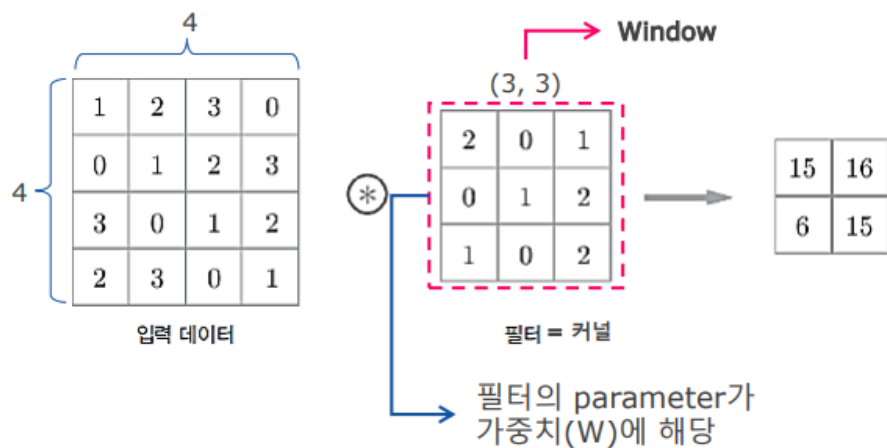 4
Window
(3, 3)
4
1 2 3 0
0 1 2 3
3 0 1 2
2 3 0 1
입력 데이터
*
2 0 1
0 1 2
1 0 2
필터 = 커널
15 16
6 15
필터의 parameter가
가중치(W)에 해당